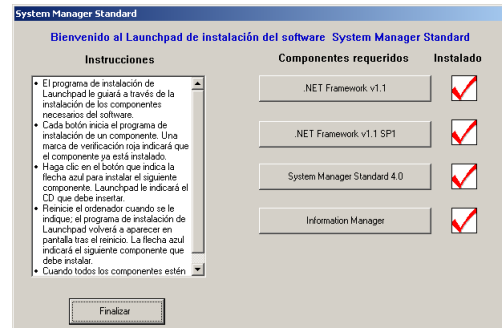 System Manager Standard
Bienvenido al Launchpad de instalación del software System Manager Standard
Instrucciones
• El programa de instalación de
Launchpad le guiará a través de la
instalación de los componentes
necesarios del software.
• Cada botón inicia el programa de
instalación de un componente. Una
marca de verificación roja indicará que
el componente ya está instalado.
• Haga clic en el botón que indica la
flecha azul para instalar el siguiente
componente. Launchpad le indicará el
CD que debe insertar.
• Reinicie el ordenador cuando se le
indique; el programa de instalación de
Launchpad volverá a aparecer en
pantalla tras el reinicio. La flecha azul
indicará el siguiente componente que
debe instalar.
• Cuando todos los componentes estén
Componentes requeridos
Instalado
.NET Framework v1.1
.NET Framework v1.1 SP1
System Manager Standard 4.0
Information Manager
Finalizar